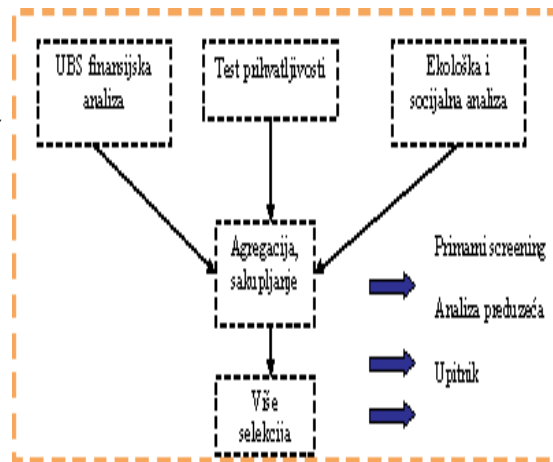 UBS finansijska
analiza
Test prihvatljivosti
Ekološka i
socijalna analiza
Agregacija,
sakupljanje
Primarni screening
Analiza preduzeća
Upitnik
Više
selekcija